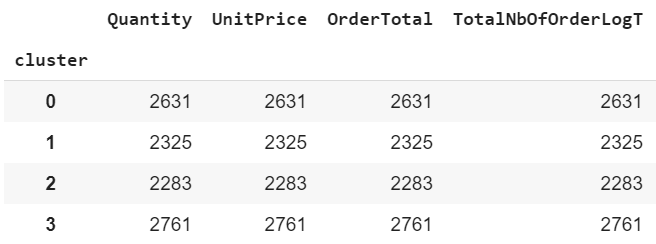 Quantity UnitPrice OrderTotal TotalNbOfOrderLogT
cluster
0 2631 2631 2631 2631
1 2325 2325 2325 2325
2 2283 2283 2283 2283
3 2761 2761 2761 2761